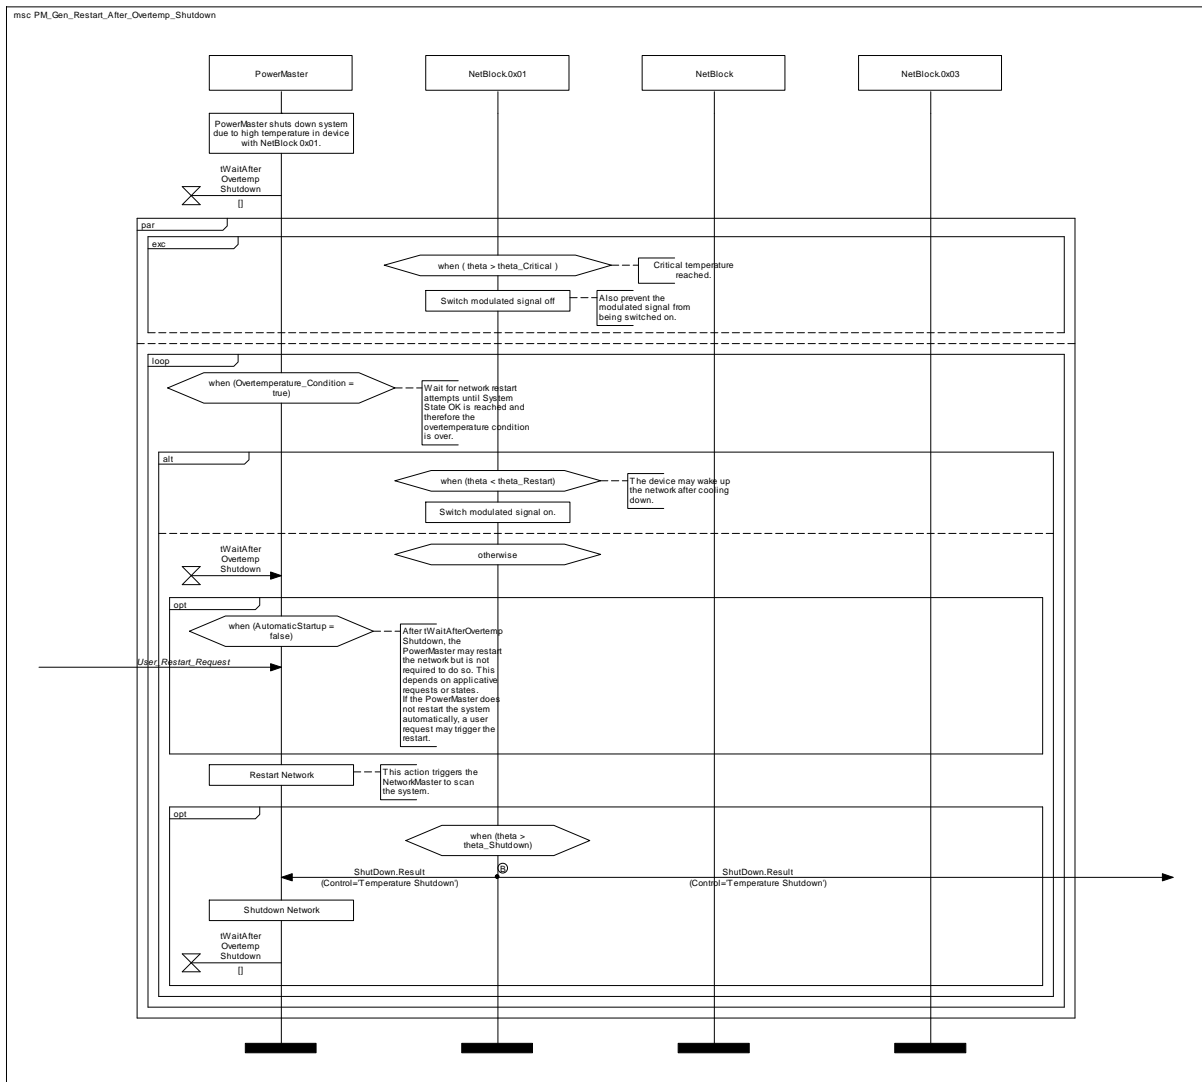 msc PM_Gen_Restart_After_Overtemp_Shutdown
PowerMaster
NetBlock.0x01
NetBlock
NetBlock.0x03
PowerMaster shuts down system
due to high temperature in device
with NetBlock 0x01.
tWaitAfter
Overtemp
Shutdown
[]
par
exc
when ( theta > theta_Critical )
Critical temperature
reached.
Switch modulated signal off
Also prevent the
modulated signal from
being switched on.
loop
when (Overtemperature_Condition =
true)
Wait for network restart
attempts until System
State OK is reached and
therefore the
overtemperature condition
is over.
alt
when (theta < theta_Restart)
The device may wake up
the network after cooling
down.
Switch modulated signal on.
otherwise
tWaitAfter
Overtemp
Shutdown
opt
when (AutomaticStartup =
false)
After tWaitAfterOvertemp
Shutdown, the
PowerMaster may restart
the network but is not
required to do so. This
depends on applicative
requests or states.
If the PowerMaster does
not restart the system
automatically, a user
request may trigger the
restart.
User_Restart_Request
Restart Network
This action triggers the
NetworkMaster to scan
the system.
opt
when (theta >
theta_Shutdown)
B
ShutDown.Result
(Control='Temperature Shutdown')
ShutDown.Result
(Control='Temperature Shutdown')
Shutdown Network
tWaitAfter
Overtemp
Shutdown
[]